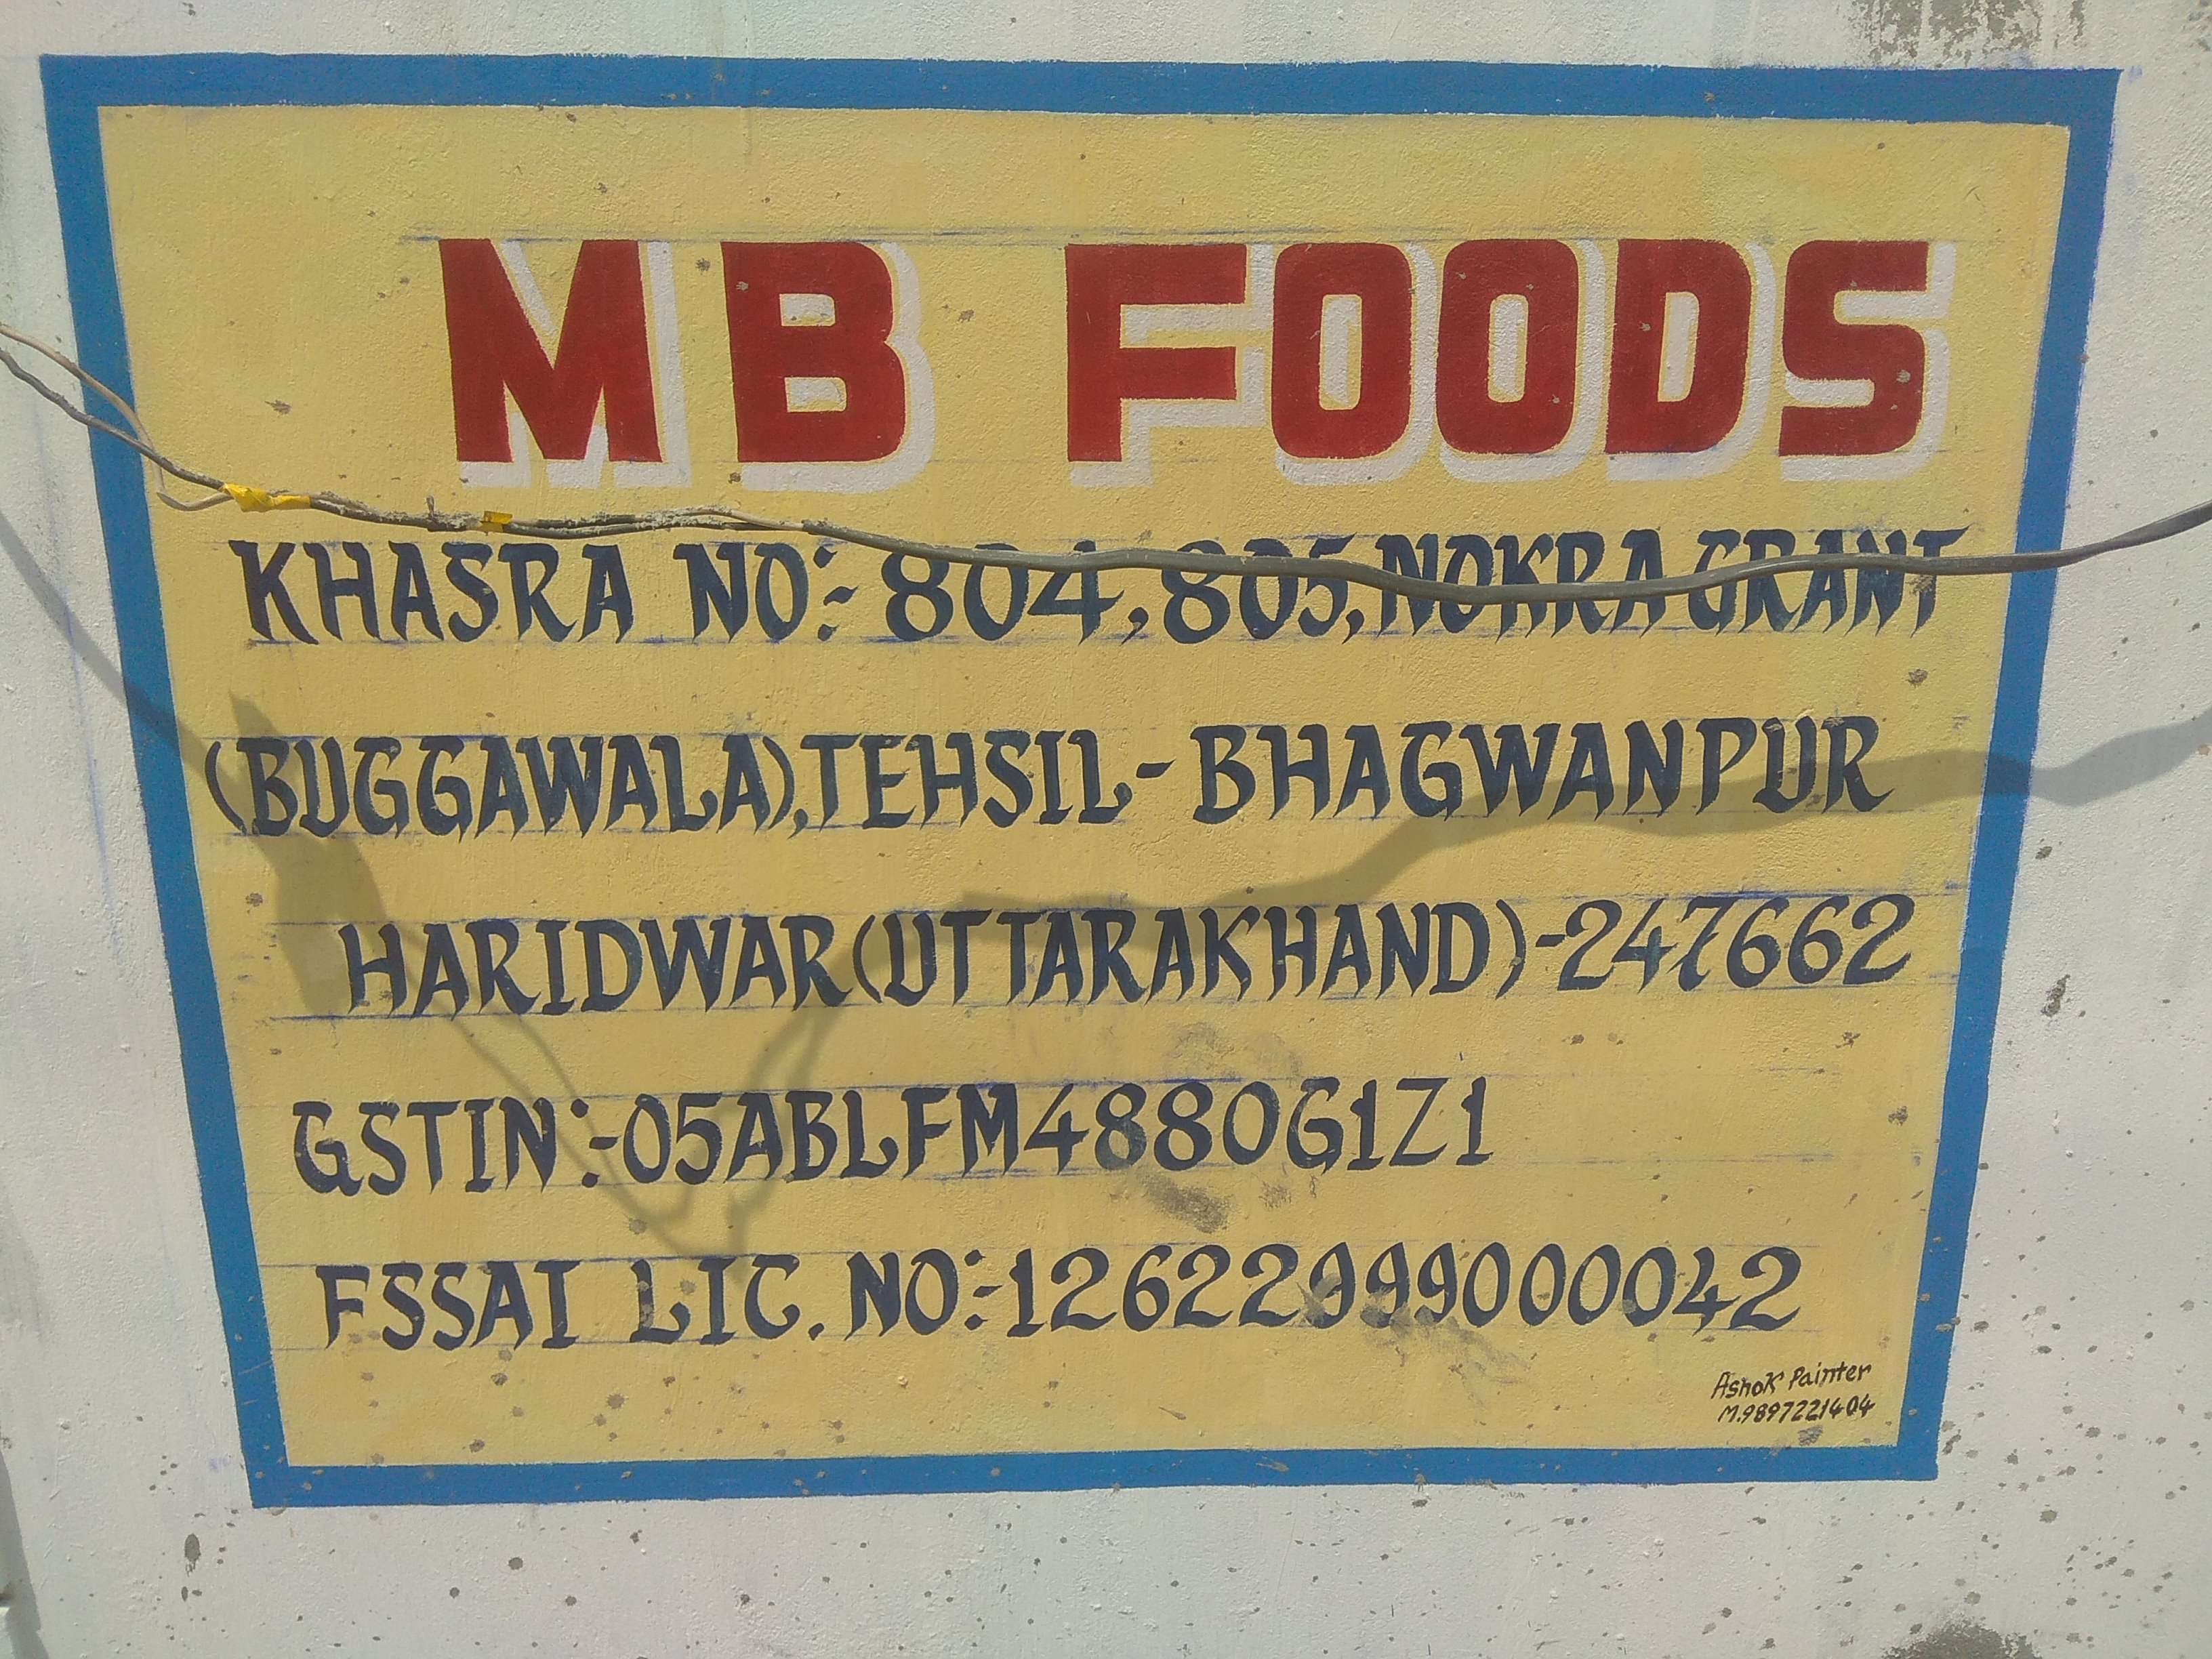 MB FOODS
KHASRA NO:- 804,805,NOKRA GRANT
(BUGGAWALA),TEHSIL-BHAGWANPUR
HARIDWAR(UTTARAKHAND)-247662
GSTIN:-05ABLFM4880G1Z1
FSSAI LIC. NO:-12622999000042
Ashok Painter
M.9897221404